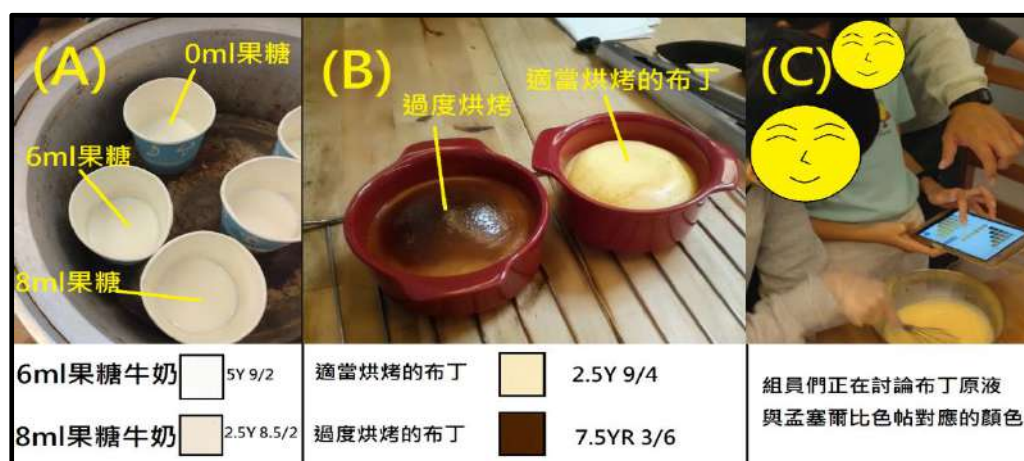 (A)
0ml果糖
6ml果糖
8ml果糖
6ml果糖牛奶 5Y 9/2
8ml果糖牛奶 2.5Y 8.5/2
(B)
過度烘烤
適當烘烤的布丁
適當烘烤的布丁 2.5Y 9/4
過度烘烤的布丁 7.5YR 3/6
(C)
組員們正在討論布丁原液
與孟塞爾比色帖對應的顏色